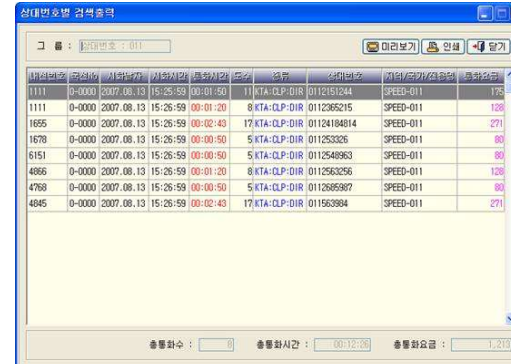 상대번호별 검색출력
그 룹 : 상대번호 : 011 미리보기 인쇄 닫기
내선번호 국선No 시화날자 시화시간 통화시간 도수 종류 상대번호 지역/국가/전용명 통화요금
1111 0-0000 2007.08.13 15:25:59 00:01:50 11 KTA:CLP:DIR 0112151244 SPEED-011 175
1111 0-0000 2007.08.13 15:25:59 00:01:20 8 KTA:CLP:DIR 0112365215 SPEED-011 128
1655 0-0000 2007.08.13 15:26:59 00:02:43 17 KTA:CLP:DIR 01124184814 SPEED-011 271
1678 0-0000 2007.08.13 15:26:59 00:00:50 5 KTA:CLP:DIR 011253326 SPEED-011 80
6151 0-0000 2007.08.13 15:26:59 00:00:50 5 KTA:CLP:DIR 0112548963 SPEED-011 80
4866 0-0000 2007.08.13 15:26:59 00:01:20 8 KTA:CLP:DIR 0112563256 SPEED-011 128
4768 0-0000 2007.08.13 15:26:59 00:00:50 5 KTA:CLP:DIR 0112685987 SPEED-011 80
4845 0-0000 2007.08.13 15:26:59 00:02:43 17 KTA:CLP:DIR 011563984 SPEED-011 271
총통화수 : 8 총통화시간 : 00:12:26 총통화요금 : 1,213